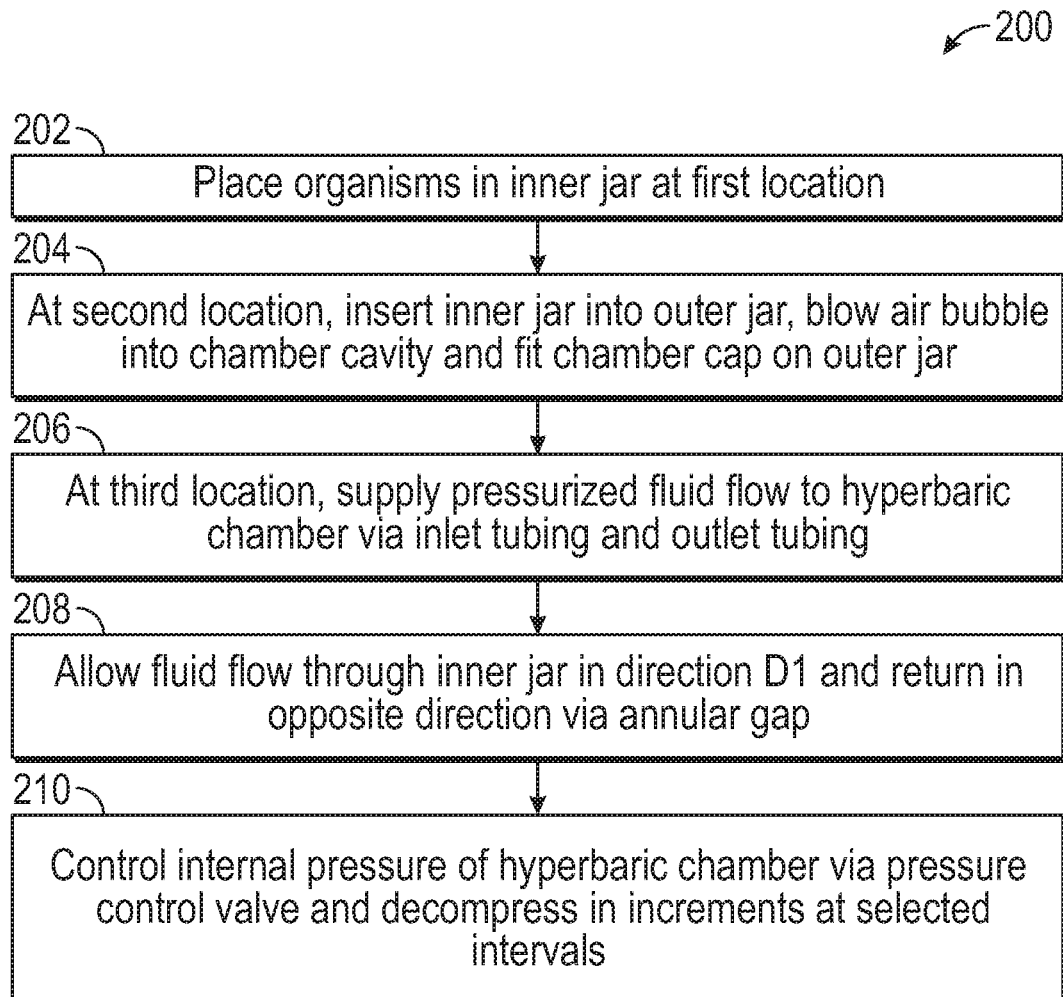 200
202
Place organisms in inner jar at first location
204
At second location, insert inner jar into outer jar, blow air bubble
into chamber cavity and fit chamber cap on outer jar
206
At third location, supply pressurized fluid flow to hyperbaric
chamber via inlet tubing and outlet tubing
208
Allow fluid flow through inner jar in direction D1 and return in
opposite direction via annular gap
210
Control internal pressure of hyperbaric chamber via pressure
control valve and decompress in increments at selected
intervals